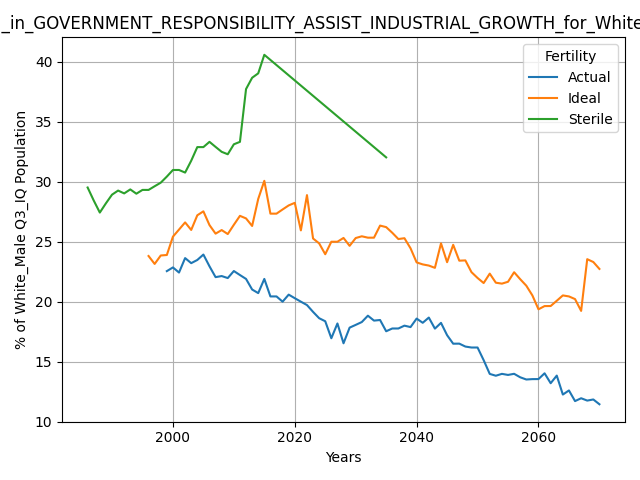 _in_GOVERNMENT_RESPONSIBILITY_ASSIST_INDUSTRIAL_GROWTH_for_White
Fertility
Actual
Ideal
Sterile
40
35
30
25
20
15
10
% of White_Male Q3_IQ Population
2000
2020
2040
2060
Years